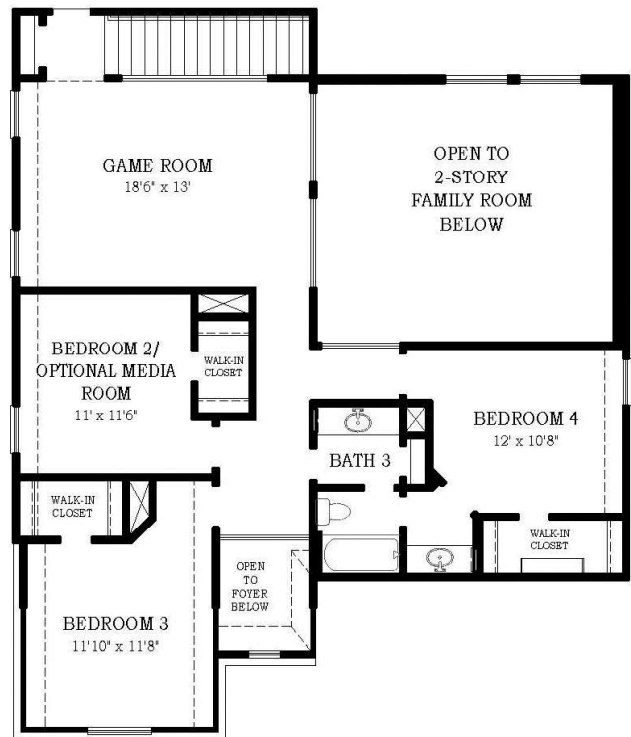 GAME ROOM
18'6" x 13'
OPEN TO
2-STORY
FAMILY ROOM
BELOW
BEDROOM 2/
OPTIONAL MEDIA
ROOM
11' x 11'6"
WALK-IN
CLOSET
BEDROOM 4
12' x 10'8"
BATH 3
WALK-IN
CLOSET
WALK-IN
CLOSET
OPEN
TO
FOYER
BELOW
BEDROOM 3
11'10" x 11'8"